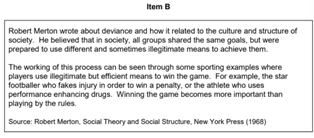 Item B
Robert Merton wrote about deviance and how it related to the culture and structure of
society.  He believed that in society, all groups shared the same goals, but were
prepared to use different and sometimes illegitimate means to achieve them.
The working of this process can be seen through some sporting examples where
players use illegitimate but efficient means to win the game.  For example, the star
footballer who fakes injury in order to win a penalty, or the athlete who uses
performance enhancing drugs.  Winning the game becomes more important than
playing by the rules.
Source: Robert Merton, Social Theory and Social Structure, New York Press (1968)